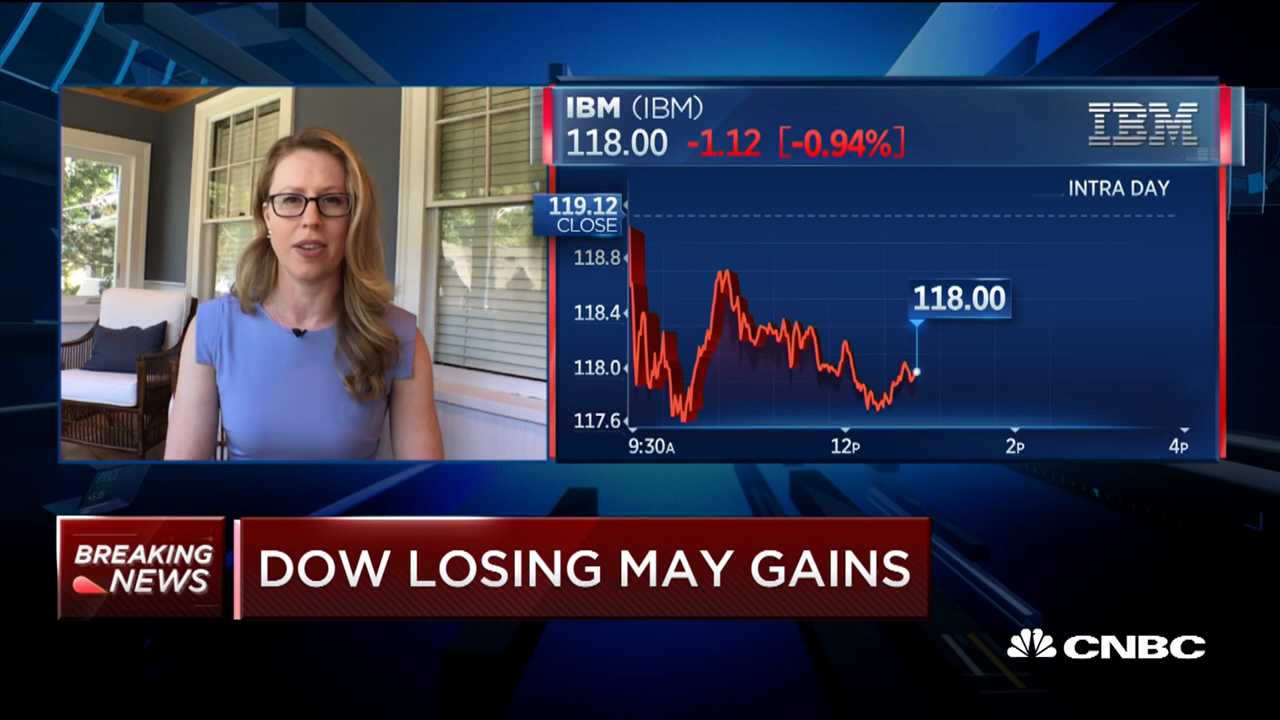 IBM (IBM)
118.00 -1.12 [-0.94%]
IBM
INTRA DAY
119.12
CLOSE
118.8
118.4
118.0
117.6
118.00
9:30A 12P 2P 4P
PRICE
BREAKING
NEWS
DOW LOSING MAY GAINS
CNBC